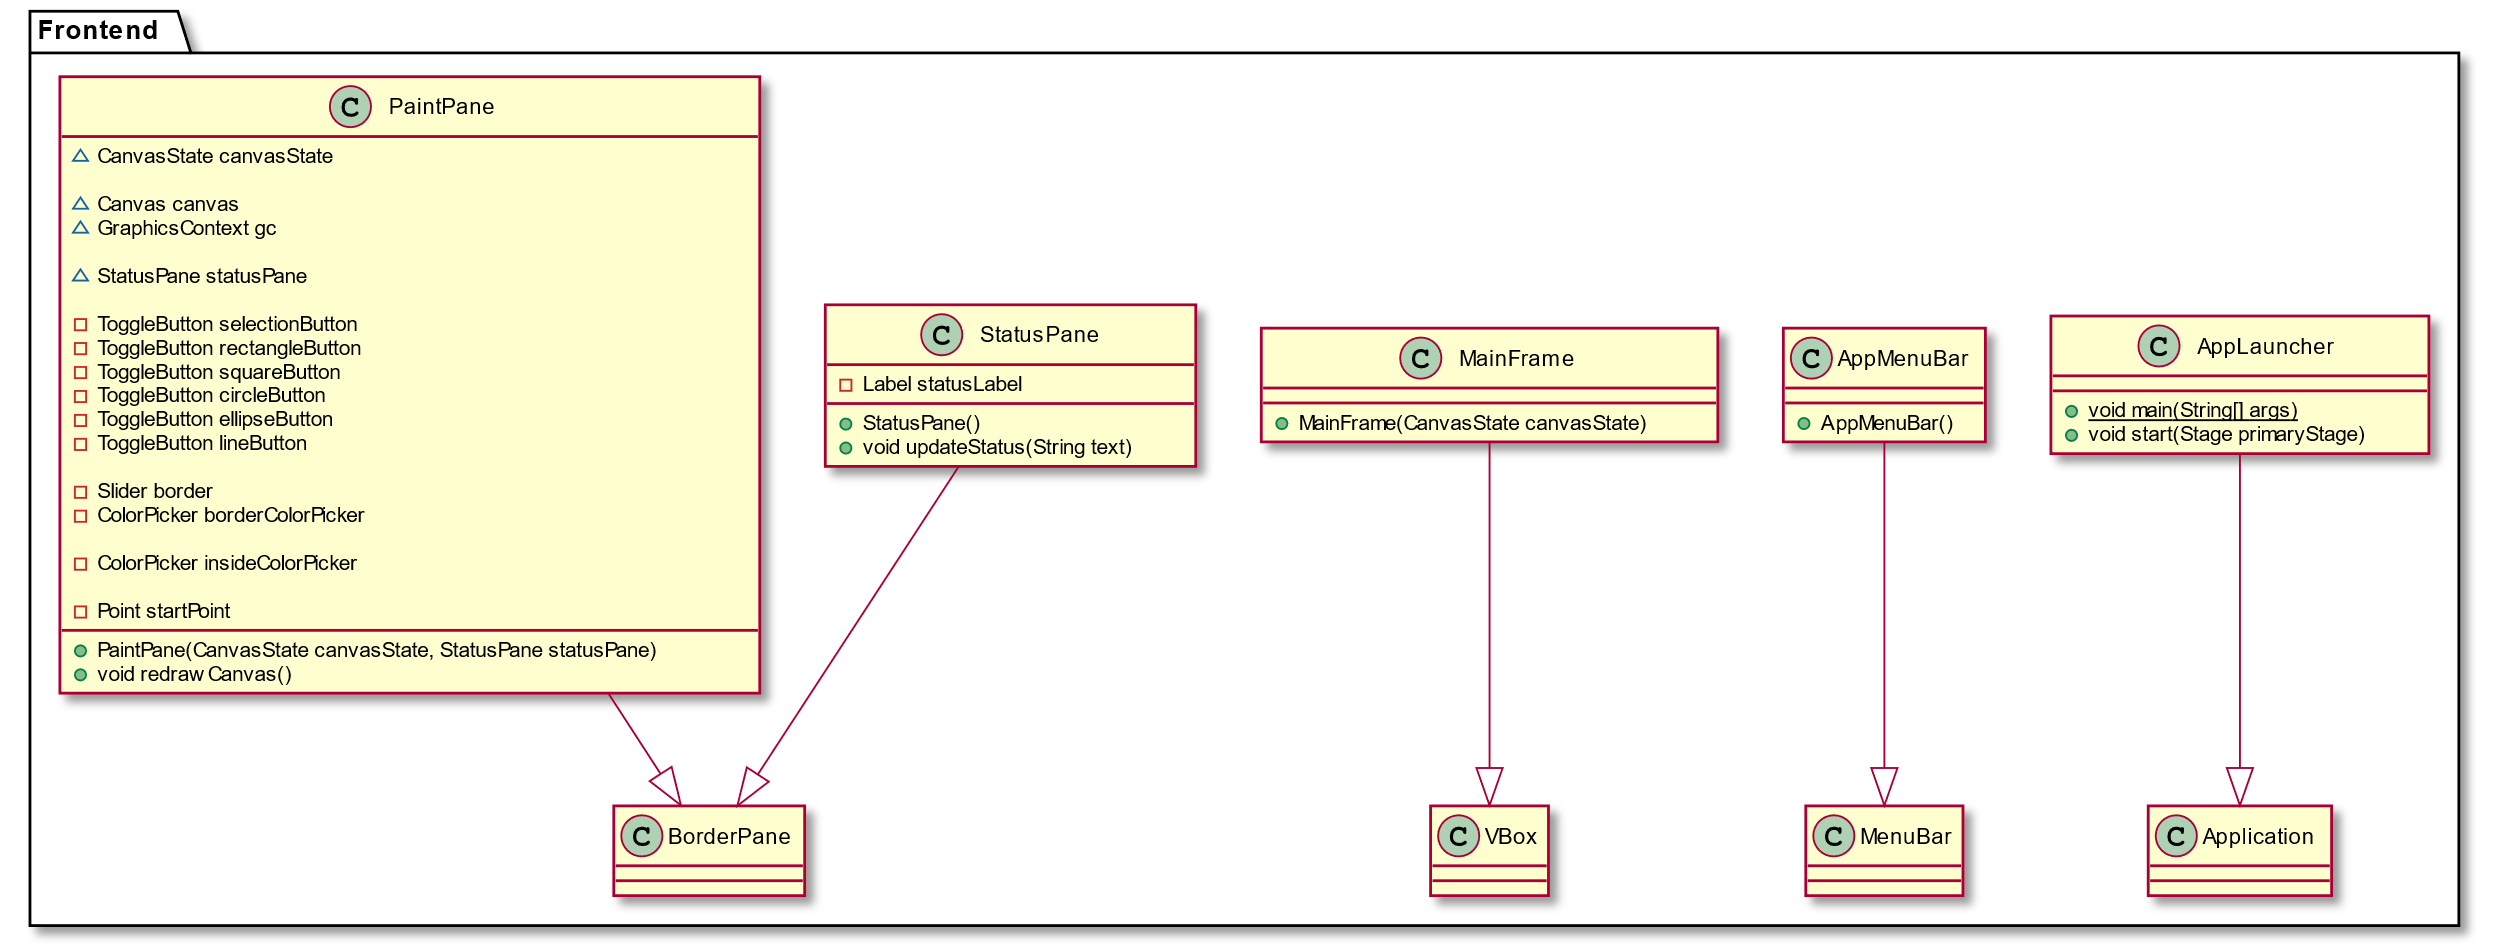 Frontend
C PaintPane
CanvasState canvasState
Canvas canvas
GraphicsContext gc
StatusPane statusPane
ToggleButton selectionButton
ToggleButton rectangleButton
ToggleButton squareButton
ToggleButton circleButton
ToggleButton ellipseButton
ToggleButton lineButton
Slider border
ColorPicker borderColorPicker
ColorPicker insideColorPicker
Point startPoint
PaintPane(CanvasState canvasState, StatusPane statusPane)
void redrawCanvas()
C StatusPane
Label statusLabel
StatusPane()
void updateStatus(String text)
C MainFrame
MainFrame(CanvasState canvasState)
C AppMenuBar
AppMenuBar()
C AppLauncher
void main(String[] args)
void start(Stage primaryStage)
C BorderPane
C VBox
C MenuBar
C Application